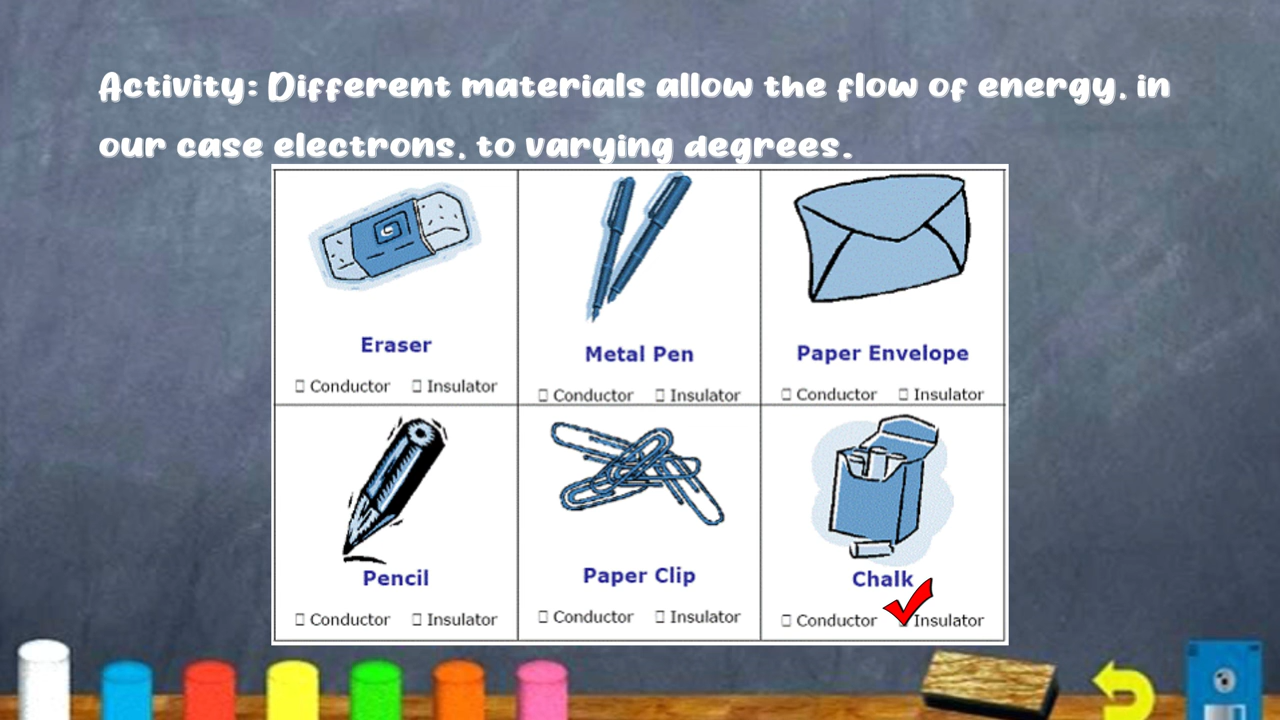 Activity: Different materials allow the flow of energy, in
our case electrons, to varying degrees.
Eraser
Conductor Insulator
Metal Pen
Conductor Insulator
Paper Envelope
Conductor Insulator
Pencil
Conductor Insulator
Paper Clip
Conductor Insulator
Chalk
Conductor Insulator